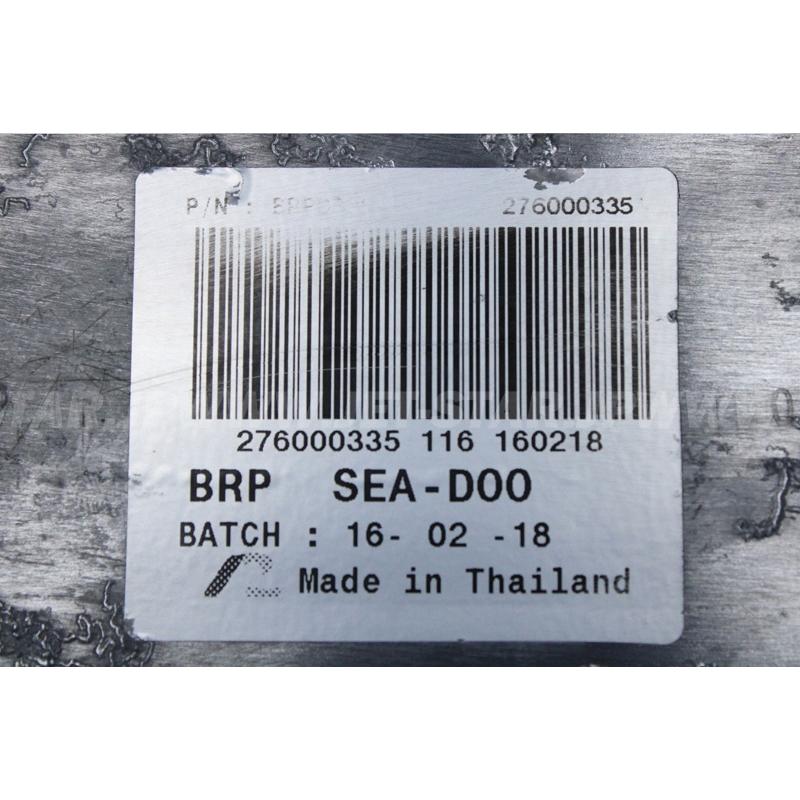 P/N : 276000335
276000335 116 160218
BRP SEA-DOO
BATCH : 16- 02 -18
Made in Thailand